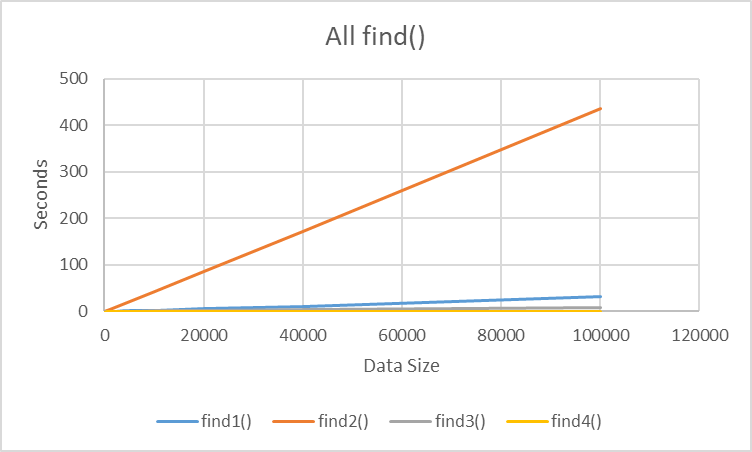 All find()
500
400
300
200
100
0
Seconds
0 20000 40000 60000 80000 100000 120000
Data Size
find1() find2() find3() find4()